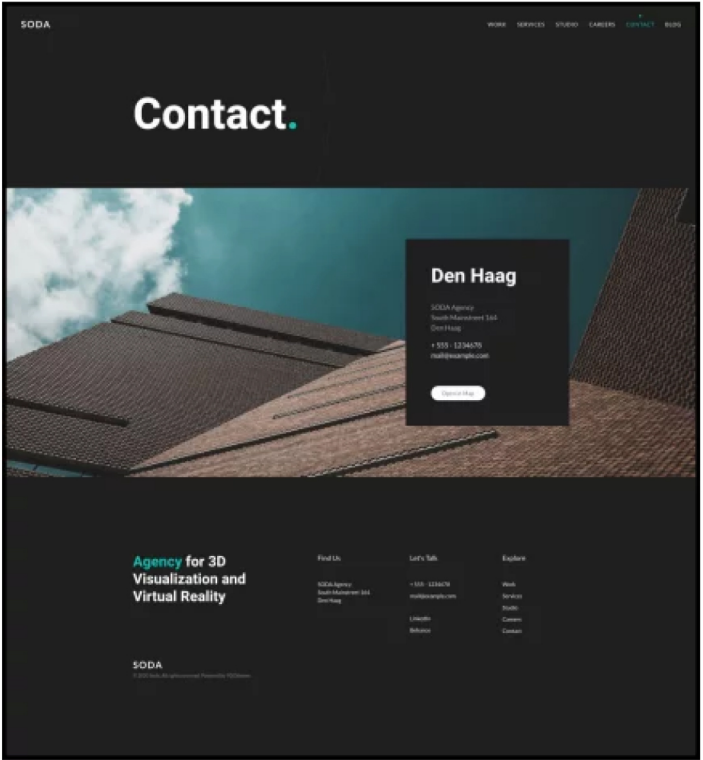 SODA
WORK SERVICES STUDIO CAREERS CONTACT BLOG
Contact.
Den Haag
SODA Agency
South Mainstreet 164
Den Haag
+ 555 - 1234678
mail@example.com
Open in Map
Agency for 3D
Visualization and
Virtual Reality
Find Us
SODA Agency
South Mainstreet 164
Den Haag
Let's Talk
+ 555 - 1234678
mail@example.com
LinkedIn
Behance
Explore
Work
Services
Studio
Careers
Contact
SODA